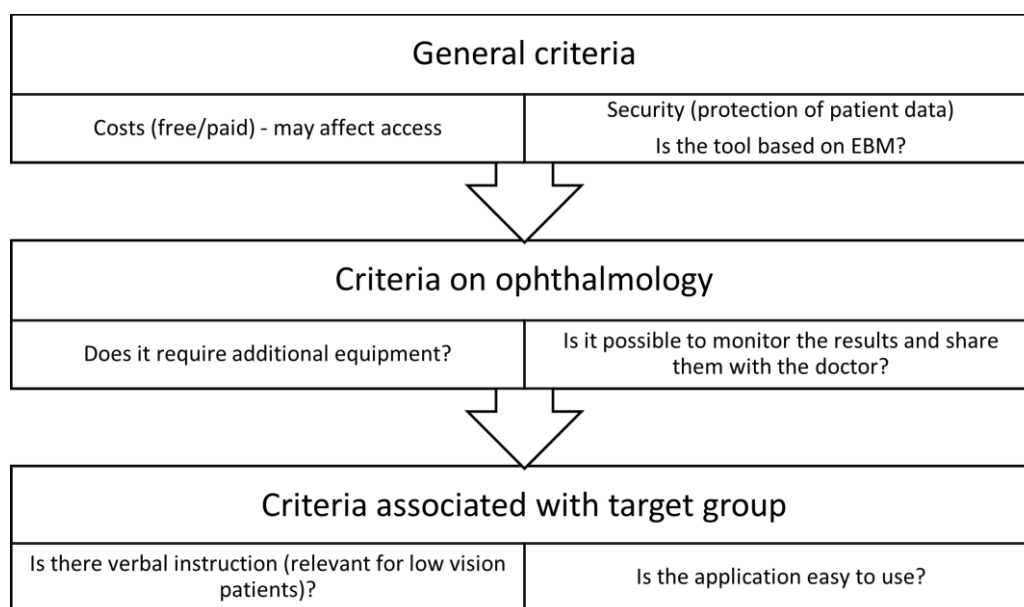 General criteria
Costs (free/paid) - may affect access
Security (protection of patient data)
Is the tool based on EBM?
Criteria on ophthalmology
Does it require additional equipment?
Is it possible to monitor the results and share
them with the doctor?
Criteria associated with target group
Is there verbal instruction (relevant for low vision
patients)?
Is the application easy to use?